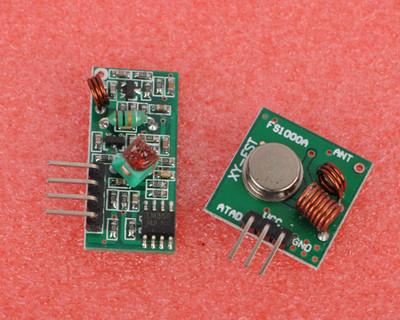 FS1000A
ANT
XY-FST
ATAD
VCC
GND